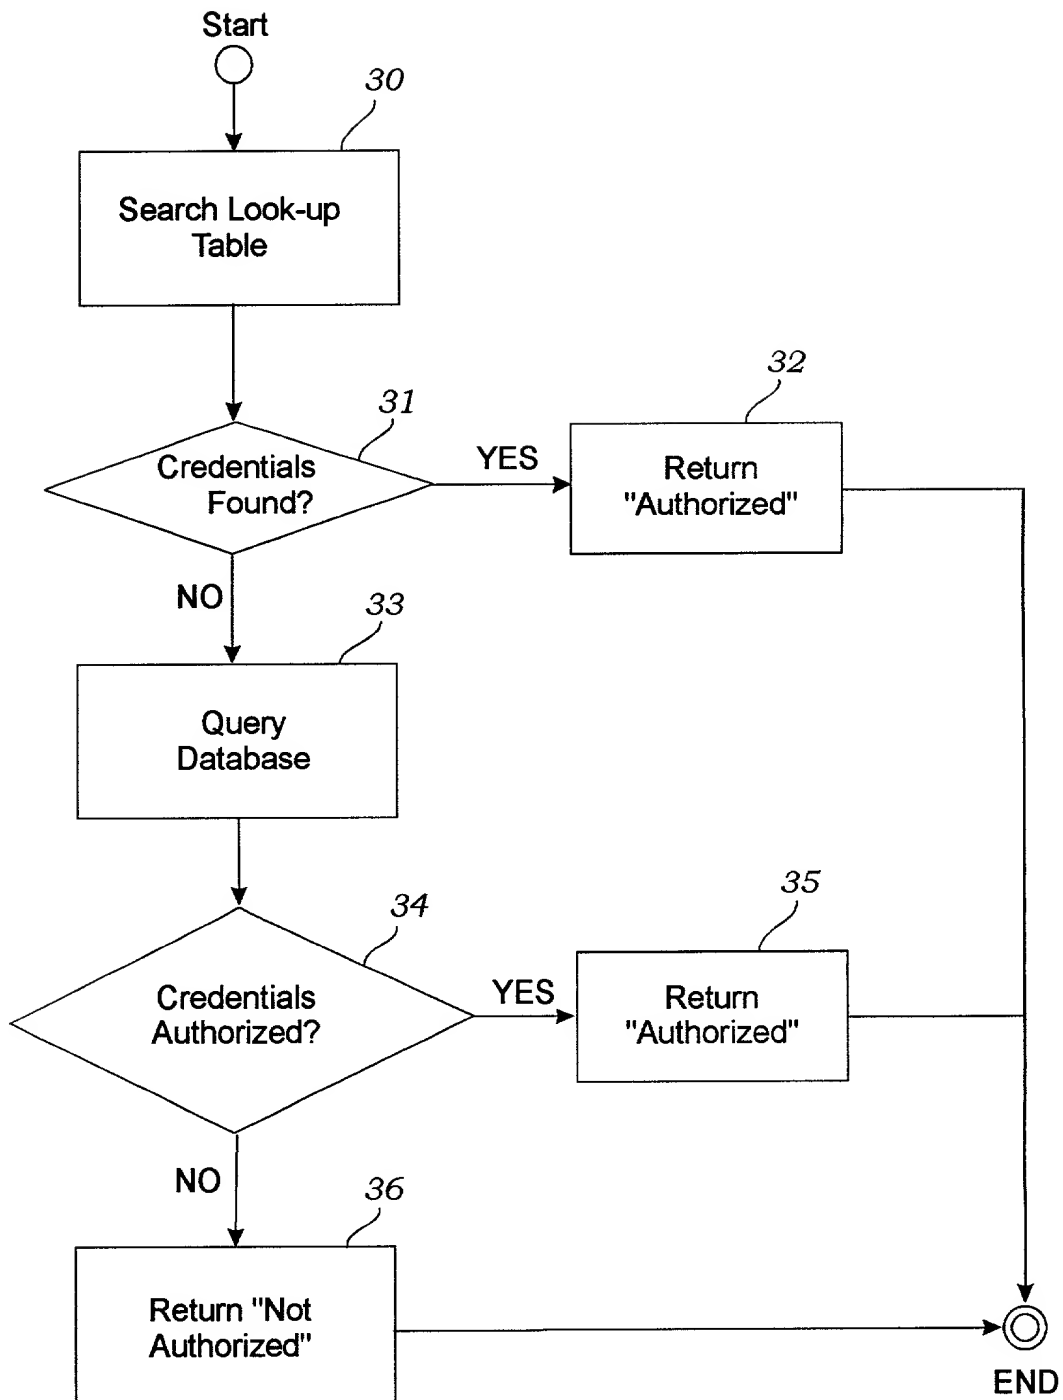 Start
30
Search Look-up
Table
31
32
Credentials
Found?
YES
Return
"Authorized"
NO
33
Query
Database
34
35
Credentials
Authorized?
YES
Return
"Authorized"
NO
36
Return "Not
Authorized"
END